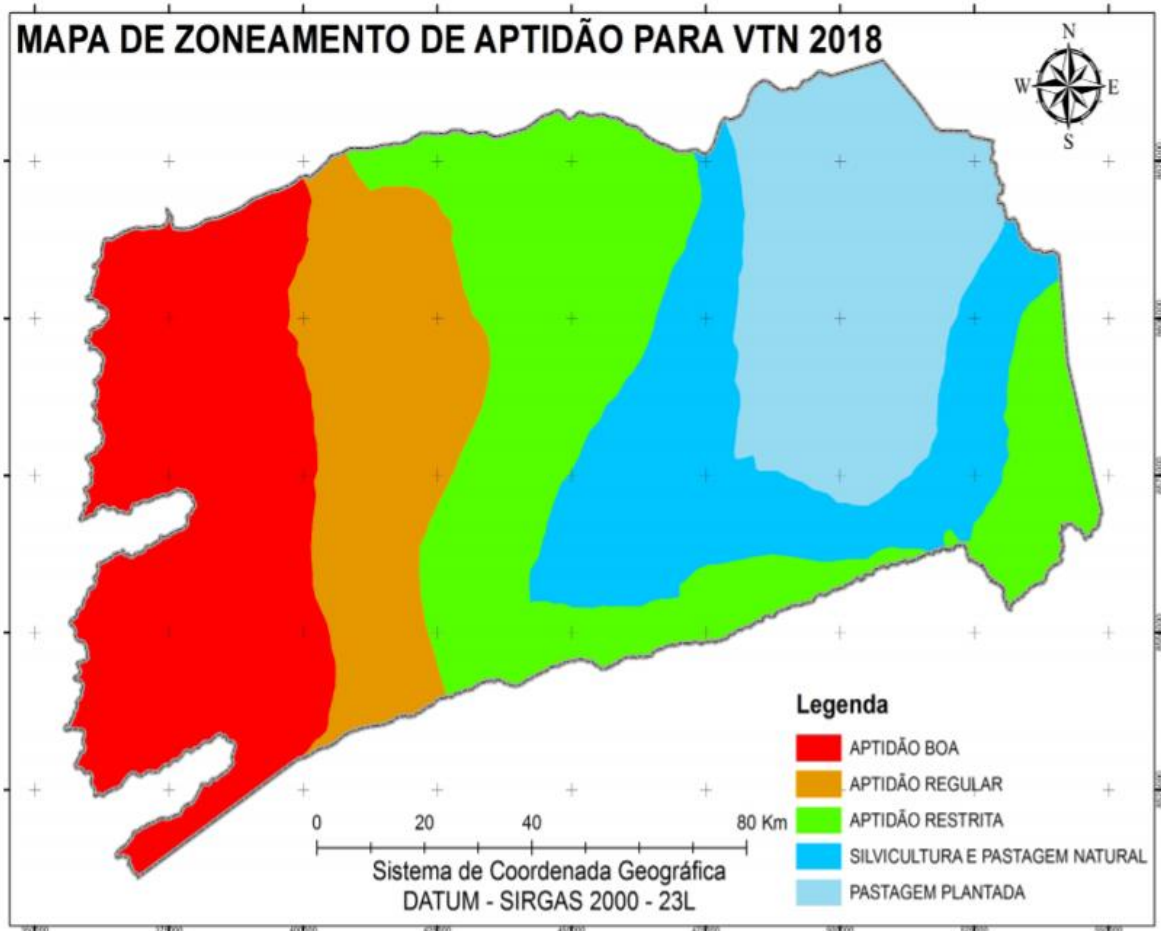 MAPA DE ZONEAMENTO DE APTIDÃO PARA VTN 2018
N
W E
S
Legenda
APTIDÃO BOA
APTIDÃO REGULAR
APTIDÃO RESTRITA
SILVICULTURA E PASTAGEM NATURAL
PASTAGEM PLANTADA
0 20 40 80 Km
Sistema de Coordenada Geográfica
DATUM - SIRGAS 2000 - 23L